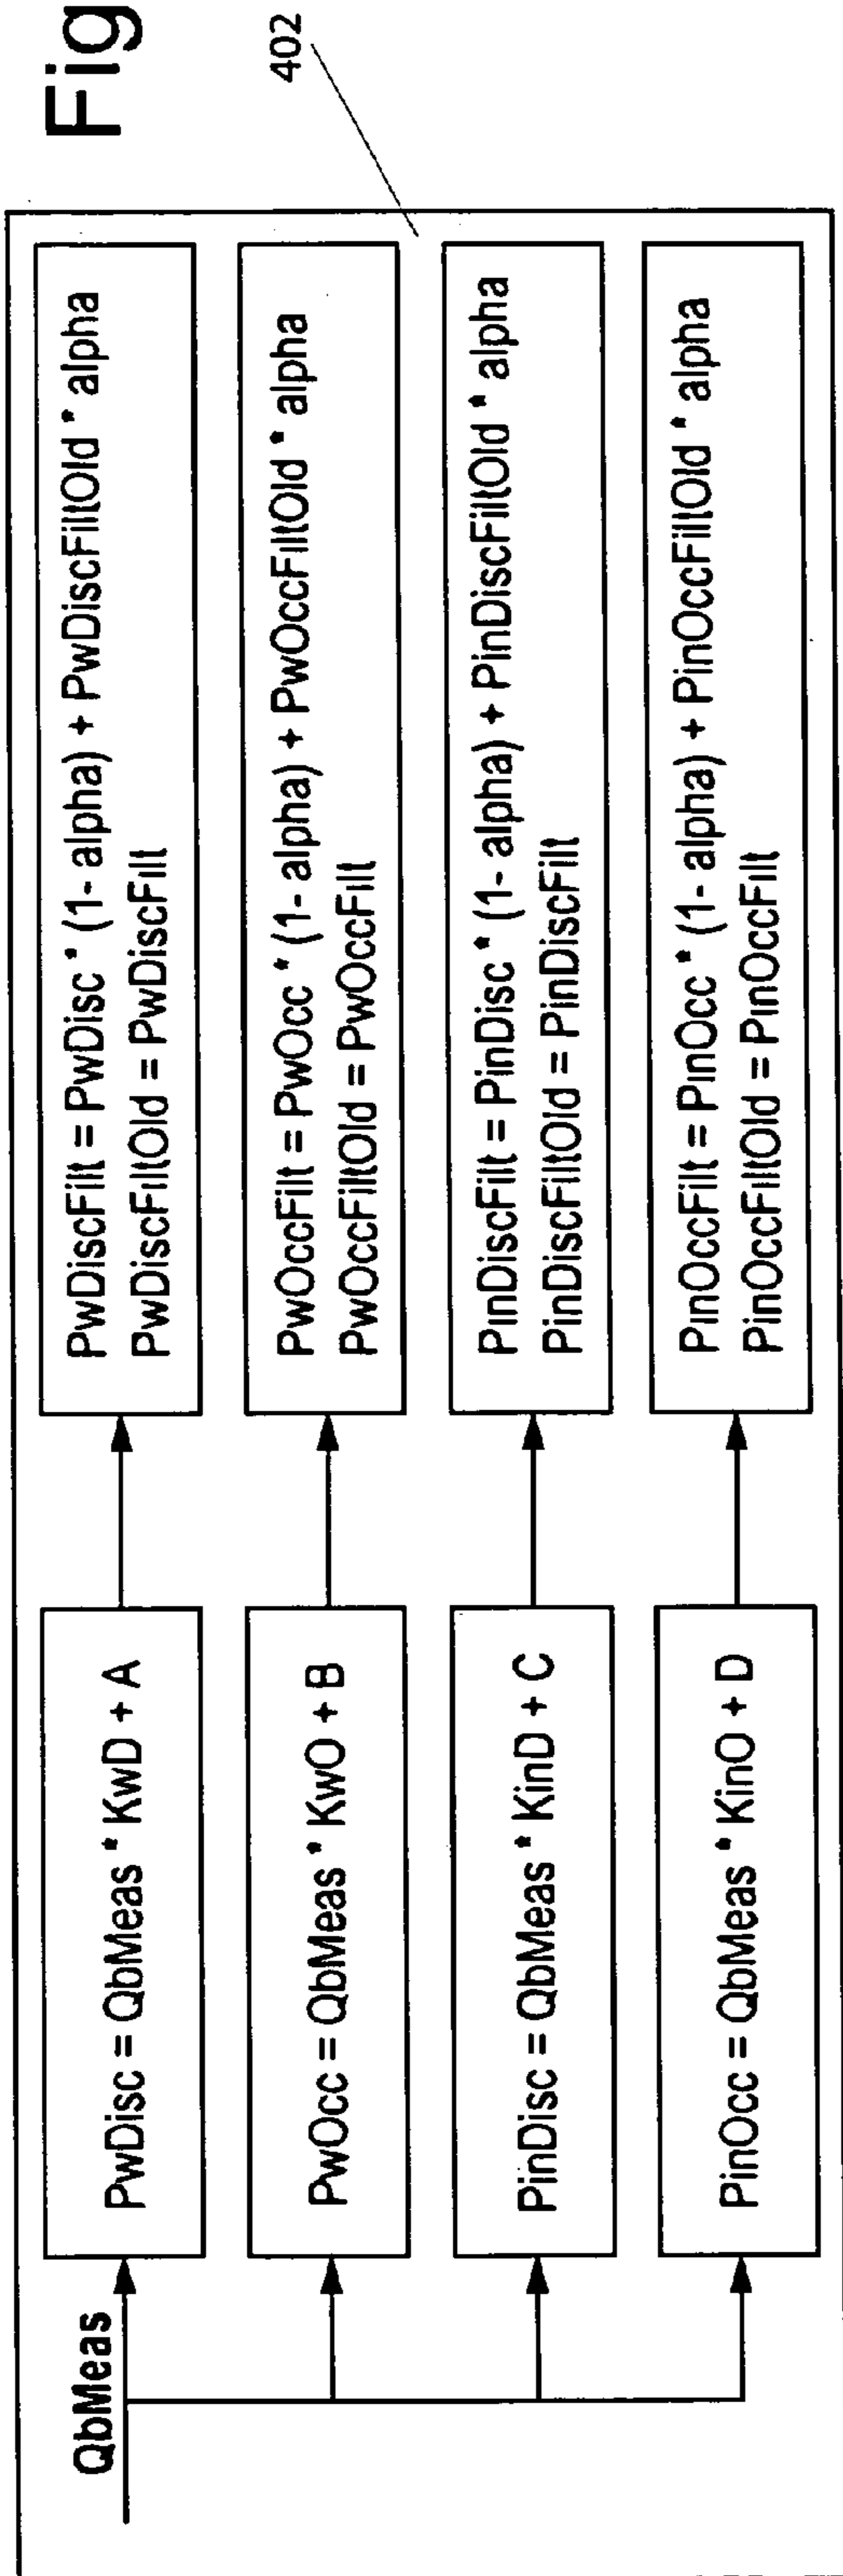 Fig
402
QbMeas
PwDisc = QbMeas * KwD + A
PwDiscFilt = PwDisc * (1- alpha) + PwDiscFiltOld * alpha
PwDiscFiltOld = PwDiscFilt
PwOcc = QbMeas * KwO + B
PwOccFilt = PwOcc * (1- alpha) + PwOccFiltOld * alpha
PwOccFiltOld = PwOccFilt
PinDisc = QbMeas * KinD + C
PinDiscFilt = PinDisc * (1- alpha) + PinDiscFiltOld * alpha
PinDiscFiltOld = PinDiscFilt
PinOcc = QbMeas * KinO + D
PinOccFilt = PinOcc * (1- alpha) + PinOccFiltOld * alpha
PinOccFiltOld = PinOccFilt